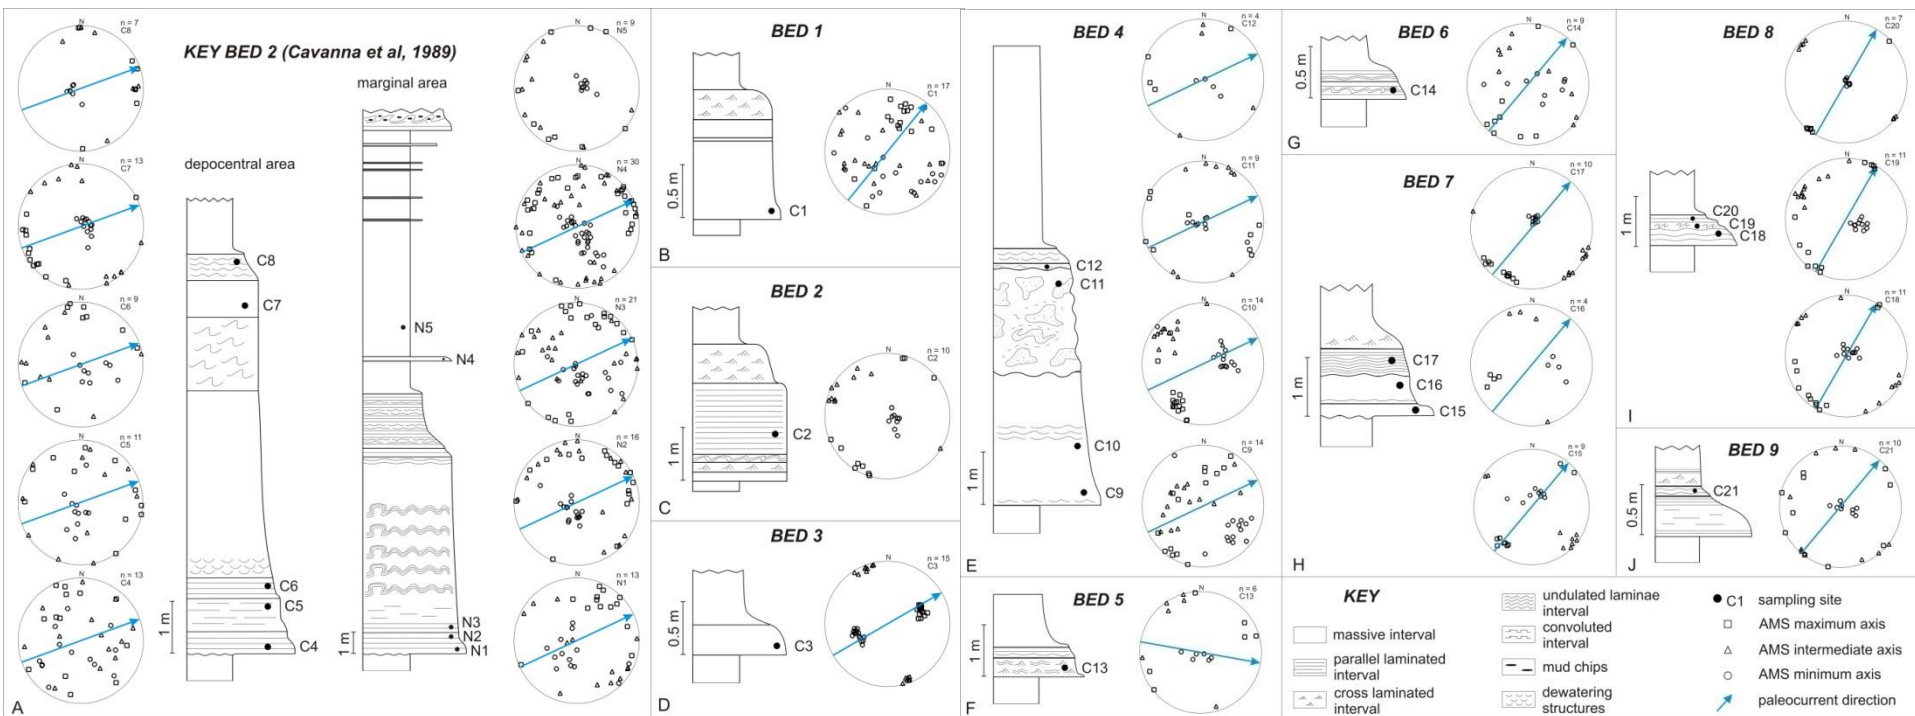 KEY BED 2 (Cavanna et al, 1989)
depocentral area
marginal area
N
n = 7
C8
N
n = 13
C7
N
n = 9
C6
N
n = 11
C5
N
n = 13
C4
C8
C7
C6
C5
C4
1 m
N5
N4
N3
N2
N1
1 m
N
n = 9
N5
N
n = 30
N4
N
n = 21
N3
N
n = 16
N2
N
n = 13
N1
A
BED 1
0.5 m
C1
N
n = 17
C1
B
BED 2
1 m
C2
N
n = 10
C2
C
BED 3
0.5 m
C3
N
n = 15
C3
D
BED 4
C12
C11
C10
C9
1 m
N
n = 4
C12
N
n = 9
C11
N
n = 14
C10
N
n = 14
C9
E
BED 5
1 m
C13
N
n = 6
C13
F
BED 6
0.5 m
C14
N
n = 9
C14
G
BED 7
1 m
C17
C16
C15
N
n = 10
C17
N
n = 4
C16
N
n = 9
C15
H
BED 8
1 m
C20
C19
C18
N
n = 7
C20
N
n = 11
C19
N
n = 11
C18
I
BED 9
0.5 m
C21
N
n = 10
C21
J
KEY
massive interval
parallel laminated
interval
cross laminated
interval
undulated laminae
interval
convoluted
interval
mud chips
dewatering
structures
C1 sampling site
AMS maximum axis
AMS intermediate axis
AMS minimum axis
paleocurrent direction